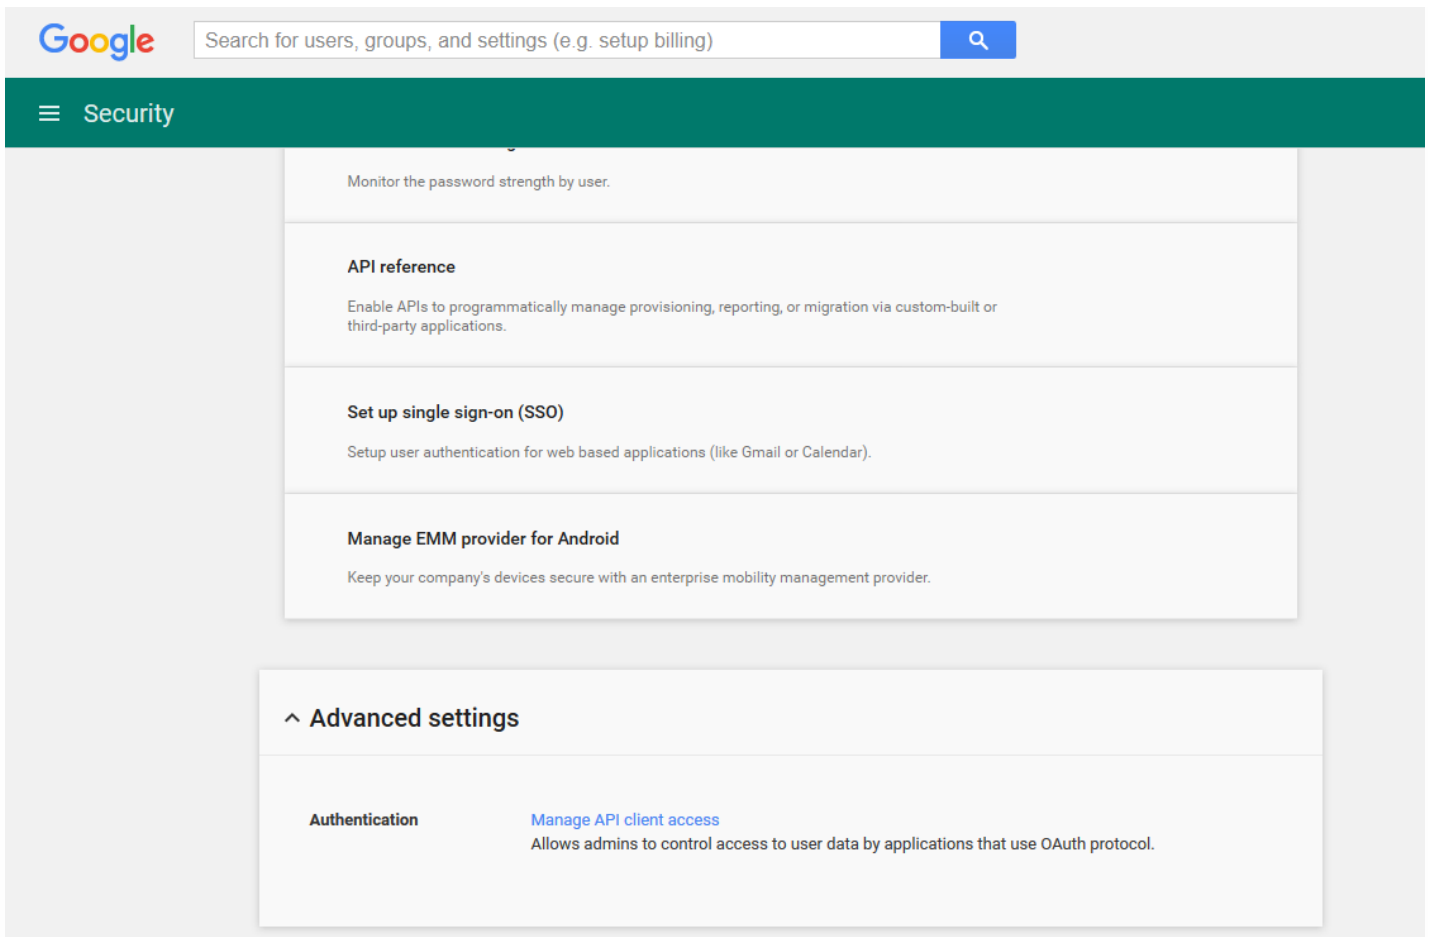 Google
Search for users, groups, and settings (e.g. setup billing)
Security
Monitor the password strength by user.
API reference
Enable APIs to programmatically manage provisioning, reporting, or migration via custom-built or
third-party applications.
Set up single sign-on (SSO)
Setup user authentication for web based applications (like Gmail or Calendar).
Manage EMM provider for Android
Keep your company's devices secure with an enterprise mobility management provider.
Advanced settings
Authentication
Manage API client access
Allows admins to control access to user data by applications that use OAuth protocol.